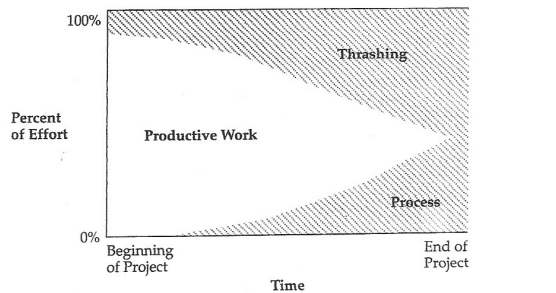 100%
Thrashing
Percent
of Effort
Productive Work
Process
0%
Beginning
of Project
End of
Project
Time